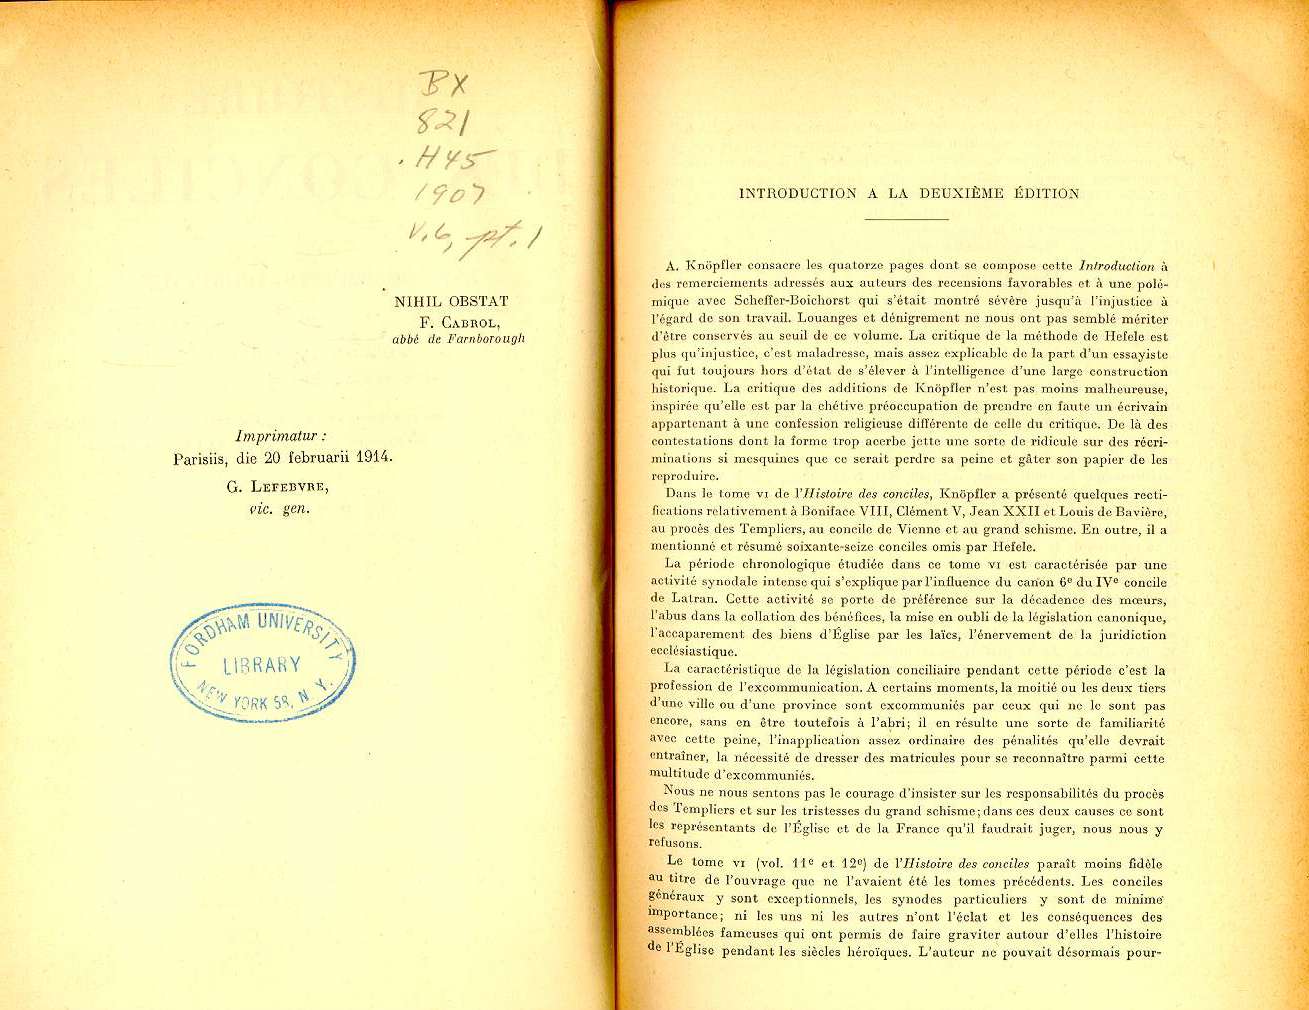 BX
821
.H45
1907
V.6, pt.1
NIHIL OBSTAT
F. CABROL,
abbé de Farnborough
Imprimatur :
Parisiis, die 20 februarii 1914.
G. LEFEBVRE,
vic. gen.
FORDHAM UNIVERSITY
LIBRARY
NEW YORK 58, N. Y.
INTRODUCTION A LA DEUXIÈME ÉDITION
A. Knöpfler consacre les quatorze pages dont se compose cette Introduction à
des remerciements adressés aux auteurs des recensions favorables et à une polé-
mique avec Scheffer-Boichorst qui s'était montré sévère jusqu'à l'injustice à
l'égard de son travail. Louanges et dénigrement ne nous ont pas semblé mériter
d'être conservés au seuil de ce volume. La critique de la méthode de Hefele est
plus qu'injustice, c'est maladresse, mais assez explicable de la part d'un essayiste
qui fut toujours hors d'état de s'élever à l'intelligence d'une large construction
historique. La critique des additions de Knöpfler n'est pas moins malheureuse,
inspirée qu'elle est par la chétive préoccupation de prendre en faute un écrivain
appartenant à une confession religieuse différente de celle du critique. De là des
contestations dont la forme trop acerbe jette une sorte de ridicule sur des récri-
minations si mesquines que ce serait perdre sa peine et gâter son papier de les
reproduire.
Dans le tome VI de l'Histoire des conciles, Knöpfler a présenté quelques recti-
fications relativement à Boniface VIII, Clément V, Jean XXII et Louis de Bavière,
au procès des Templiers, au concile de Vienne et au grand schisme. En outre, il a
mentionné et résumé soixante-seize conciles omis par Hefele.
La période chronologique étudiée dans ce tome VI est caractérisée par une
activité synodale intense qui s'explique par l'influence du canon 6e du IVe concile
de Latran. Cette activité se porte de préférence sur la décadence des mœurs,
l'abus dans la collation des bénéfices, la mise en oubli de la législation canonique,
l'accaparement des biens d'Église par les laïcs, l'énervement de la juridiction
ecclésiastique.
La caractéristique de la législation conciliaire pendant cette période c'est la
profession de l'excommunication. A certains moments, la moitié ou les deux tiers
d'une ville ou d'une province sont excommuniés par ceux qui ne le sont pas
encore, sans en être toutefois à l'abri; il en résulte une sorte de familiarité
avec cette peine, l'inapplication assez ordinaire des pénalités qu'elle devrait
entraîner, la nécessité de dresser des matricules pour se reconnaître parmi cette
multitude d'excommuniés.
Nous ne nous sentons pas le courage d'insister sur les responsabilités du procès
des Templiers et sur les tristesses du grand schisme; dans ces deux causes ce sont
les représentants de l'Église et de la France qu'il faudrait juger, nous nous y
refusons.
Le tome VI (vol. 11e et 12e) de l'Histoire des conciles paraît moins fidèle
au titre de l'ouvrage que ne l'avaient été les tomes précédents. Les conciles
généraux y sont exceptionnels, les synodes particuliers y sont de minime
importance; ni les uns ni les autres n'ont l'éclat et les conséquences des
assemblées fameuses qui ont permis de faire graviter autour d'elles l'histoire
de l'Église pendant les siècles héroïques. L'auteur ne pouvait désormais pour-